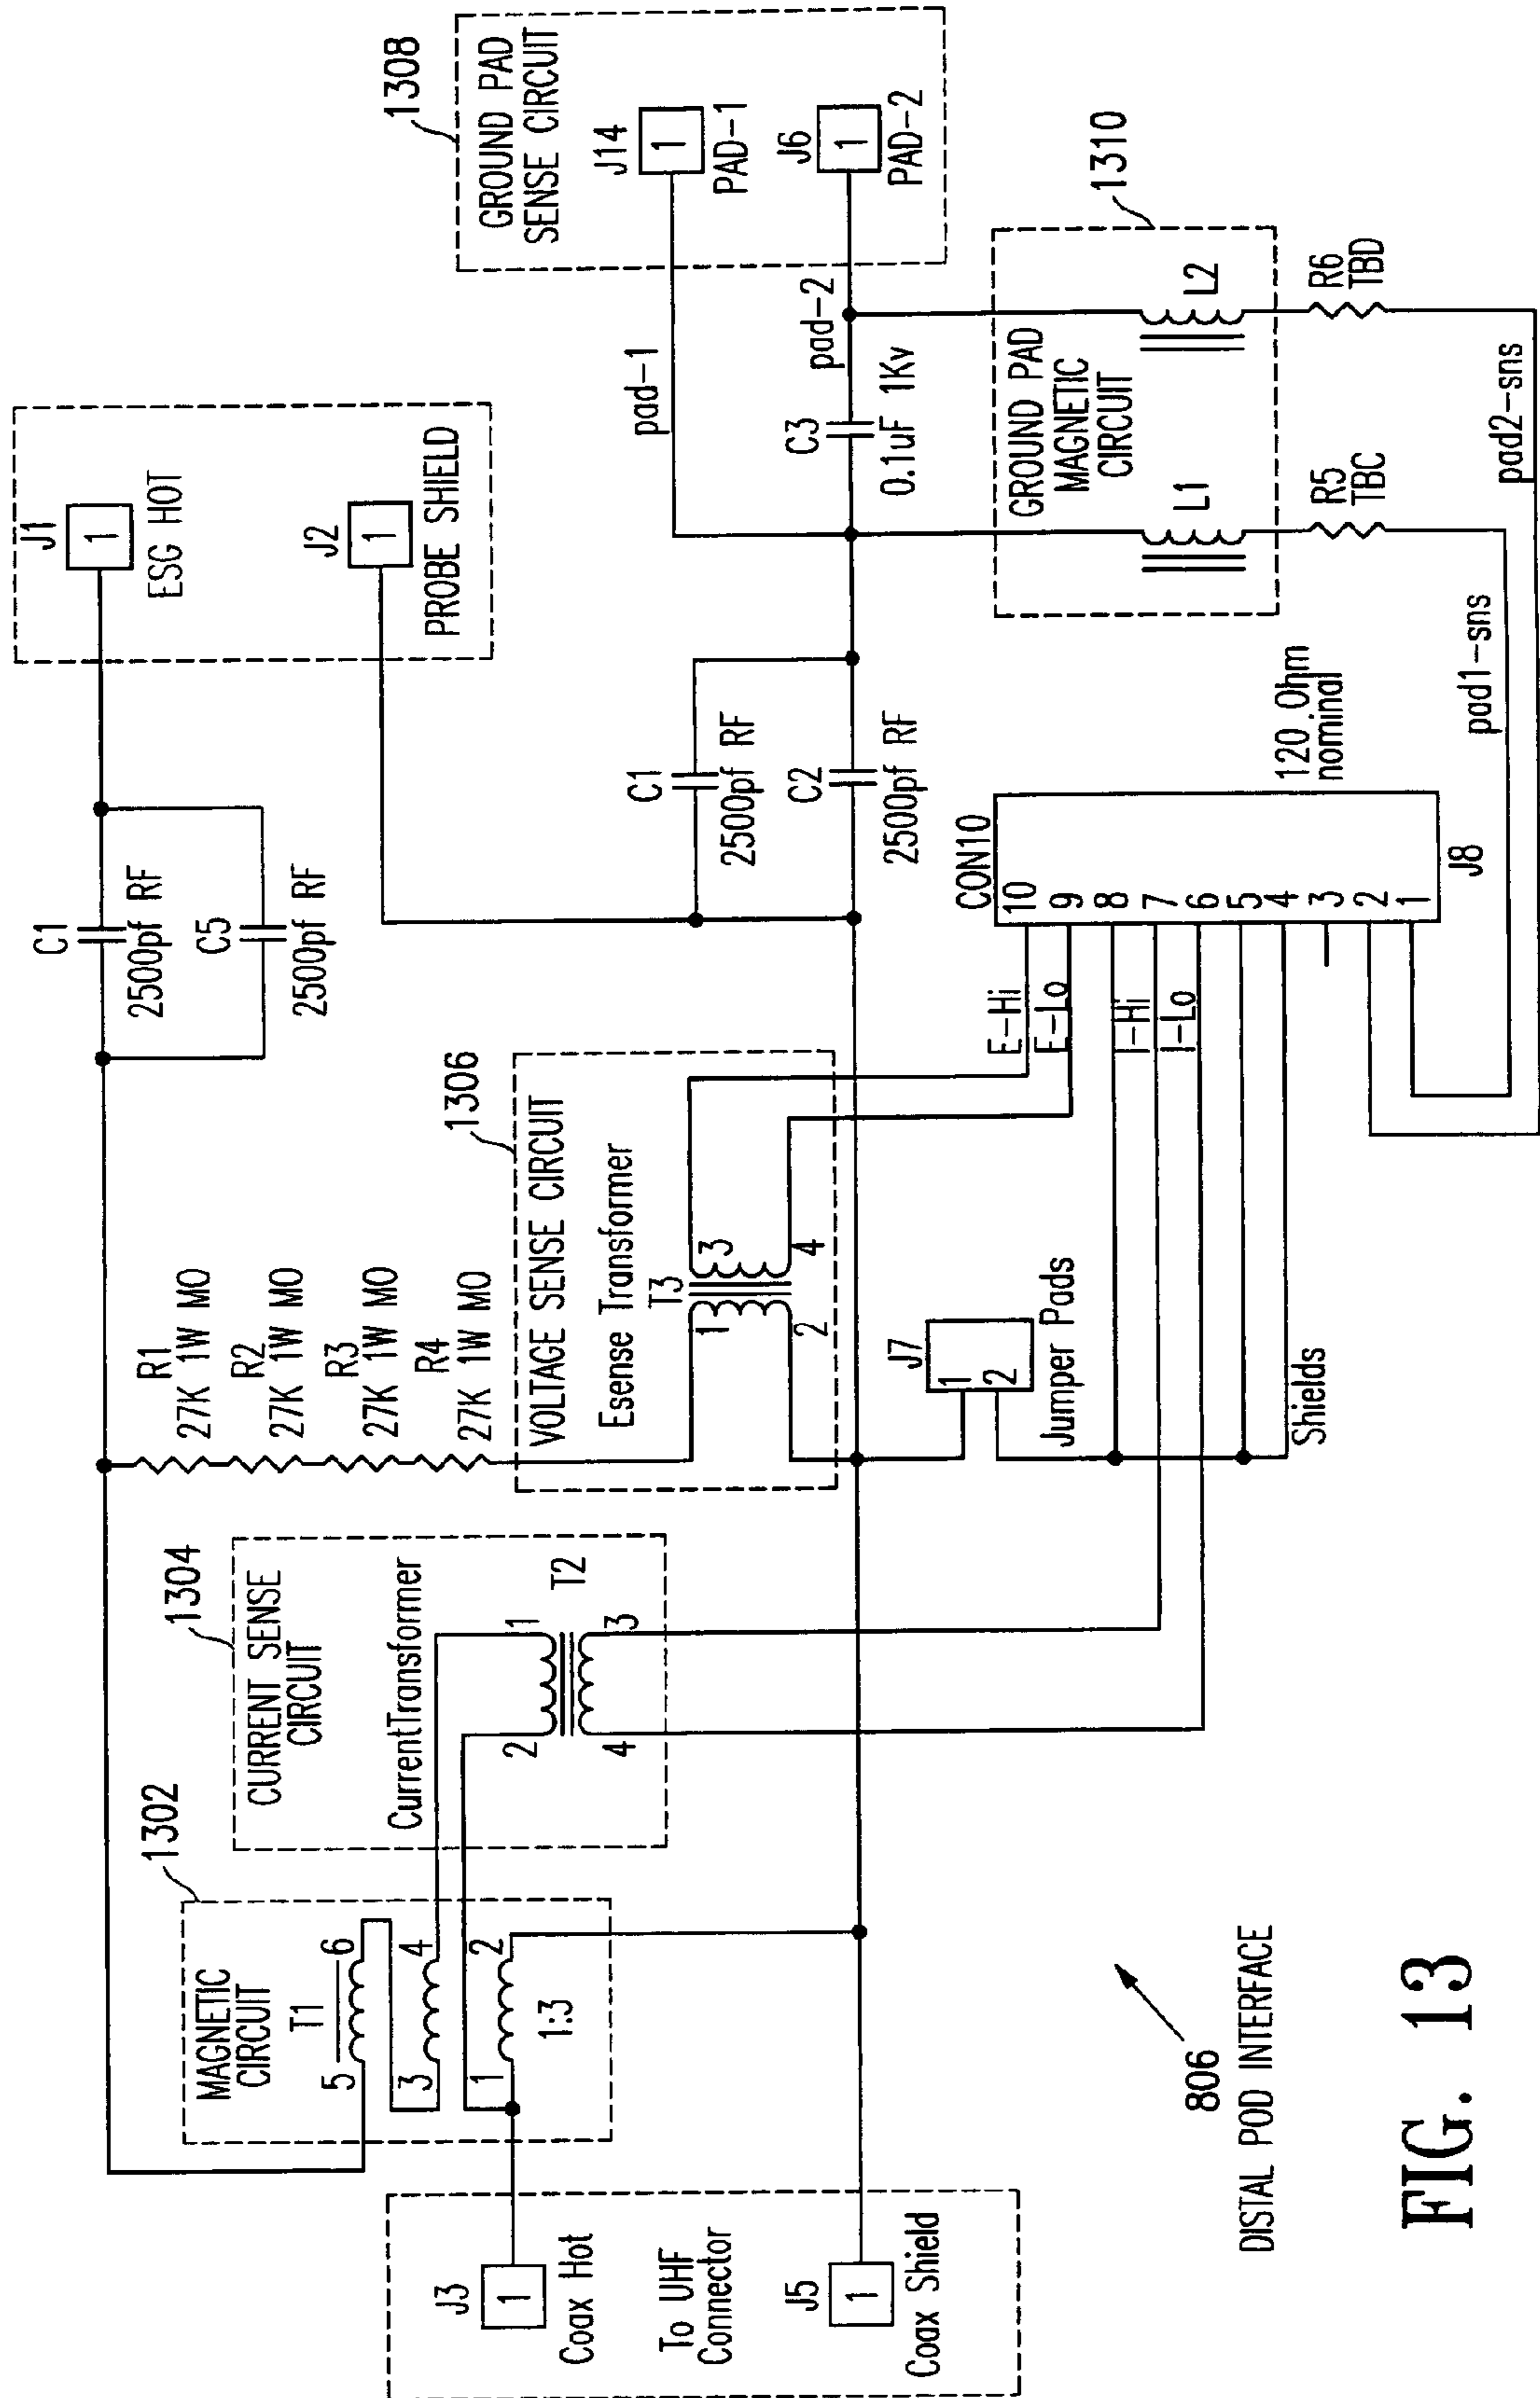 J3
1
Coax Hot
To UHF
Connector
J5
1
Coax Shield
1302
MAGNETIC
CIRCUIT
T1
5
6
3
4
1
2
1:3
1304
CURRENT SENSE
CIRCUIT
CurrentTransformer
T2
2
1
4
3
R1
27K 1W MO
R2
27K 1W MO
R3
27K 1W MO
R4
27K 1W MO
1306
VOLTAGE SENSE CIRCUIT
Esense Transformer
T3
1
3
2
4
J7
1
2
Jumper Pads
Shields
C1
2500pf RF
C5
2500pf RF
J1
1
ESG HOT
J2
1
PROBE SHIELD
C1
2500pf RF
C2
2500pf RF
E-Hi
E-Lo
I-Hi
I-Lo
CON10
10
9
8
7
6
5
4
3
2
1
J8
120 Ohm
nominal
pad-1
pad-2
C3
0.1uF 1Kv
1308
GROUND PAD
SENSE CIRCUIT
J14
1
PAD-1
J6
1
PAD-2
1310
GROUND PAD
MAGNETIC
CIRCUIT
L1
L2
R5
TBC
R6
TBD
pad1-sns
pad2-sns
806
DISTAL POD INTERFACE
FIG. 13